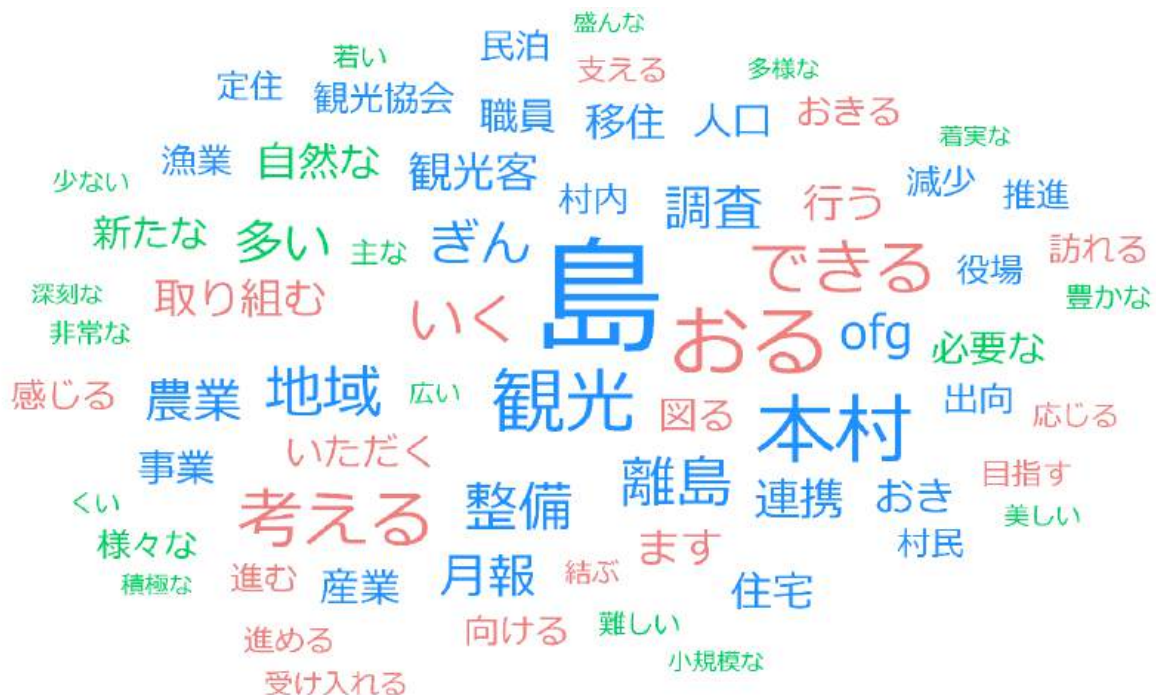 盛んな
若い 民泊
支える 多様な
定住 観光協会 職員 移住 人口 おきる
着実な
漁業 自然な 観光客
少ない 村内 調査 行う 減少 推進
新たな 多い 主な ぎん 島 できる 役場 訪れる
深刻な 取り組む いく 豊かな
非常な おる ofg 必要な
感じる 農業 地域 広い 観光 図る 本村 出向 応じる
いただく
事業 離島 目指す
くい 考える 整備 連携 おき 美しい
様々な ます 村民
積極な 進む 産業 月報 結ぶ 住宅
進める 向ける 難しい
小規模な
受け入れる